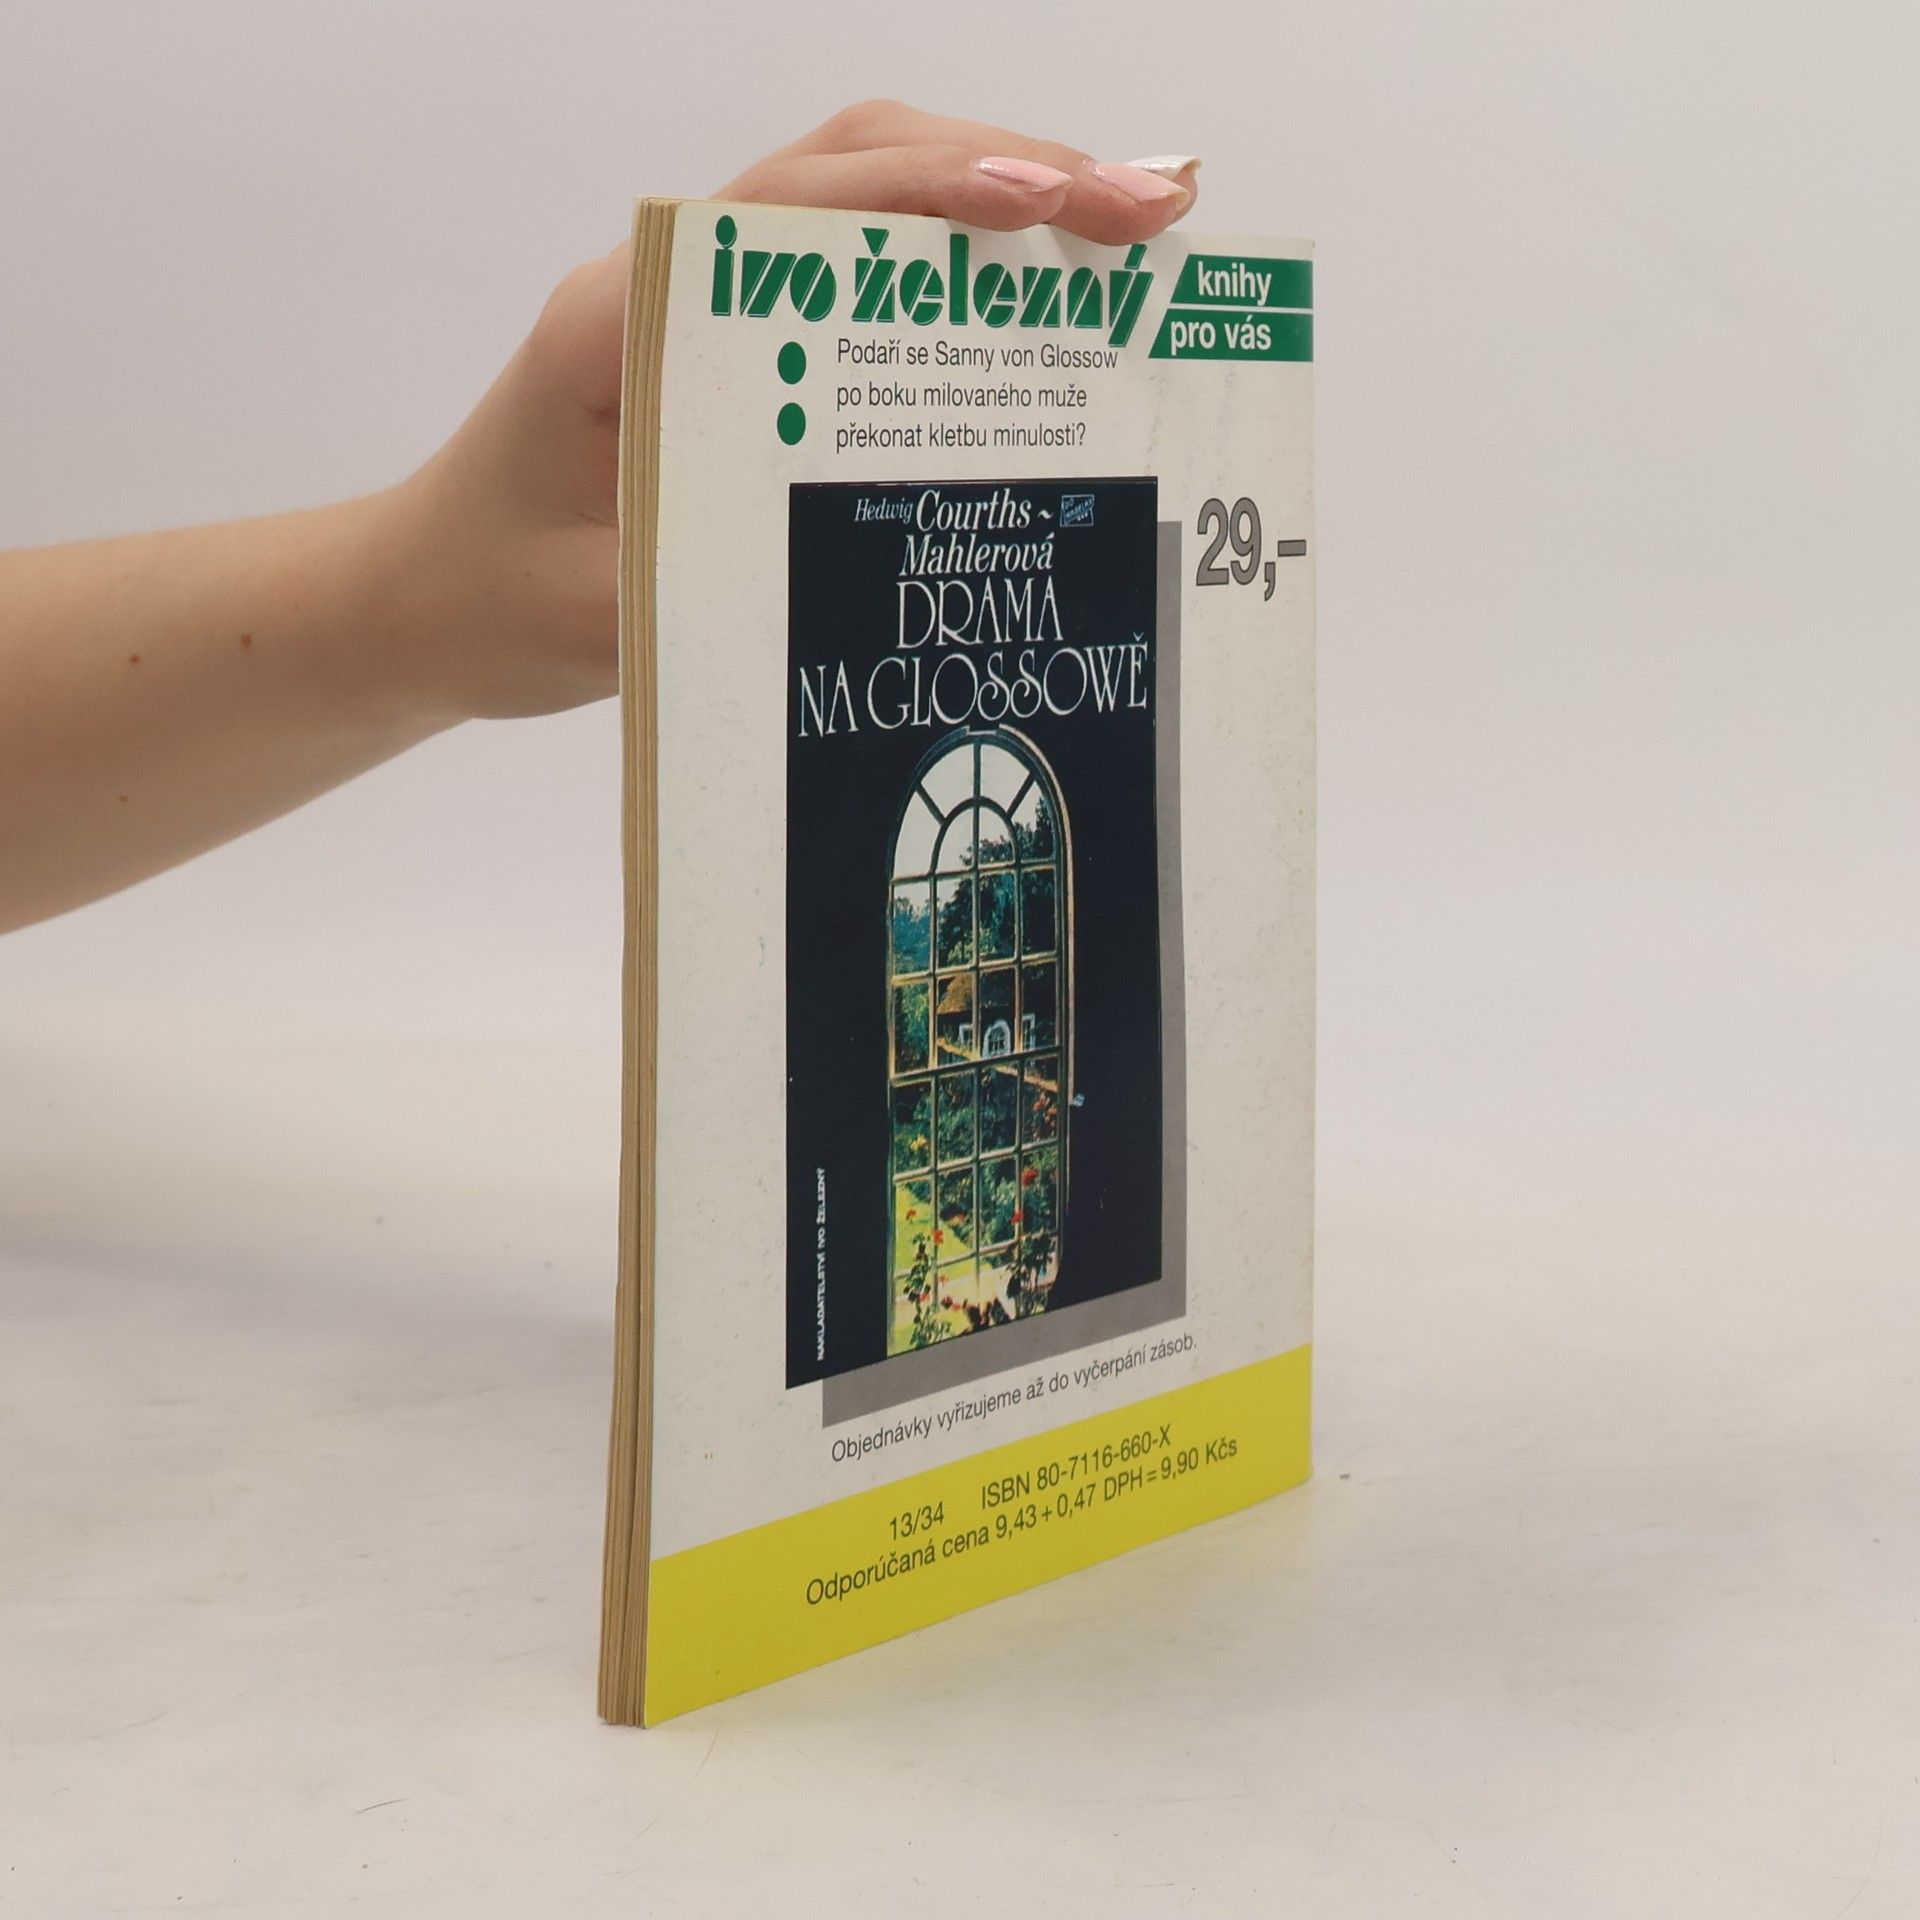 ivo železný
knihy
pro vás
Podaří se Sanny von Glossow
po boku milovaného muže
překonat kletbu minulosti?
Hedwig Courths~
Mahlerová
DRAMA
NA GLOSSOWĚ
29,-
NAKLADATELSTVÍ IVO ŽELEZNÝ
Objednávky vyřizujeme až do vyčerpání zásob.
13/34 ISBN 80-7116-660-X
Odporúčaná cena 9,43 + 0,47 DPH = 9,90 Kčs